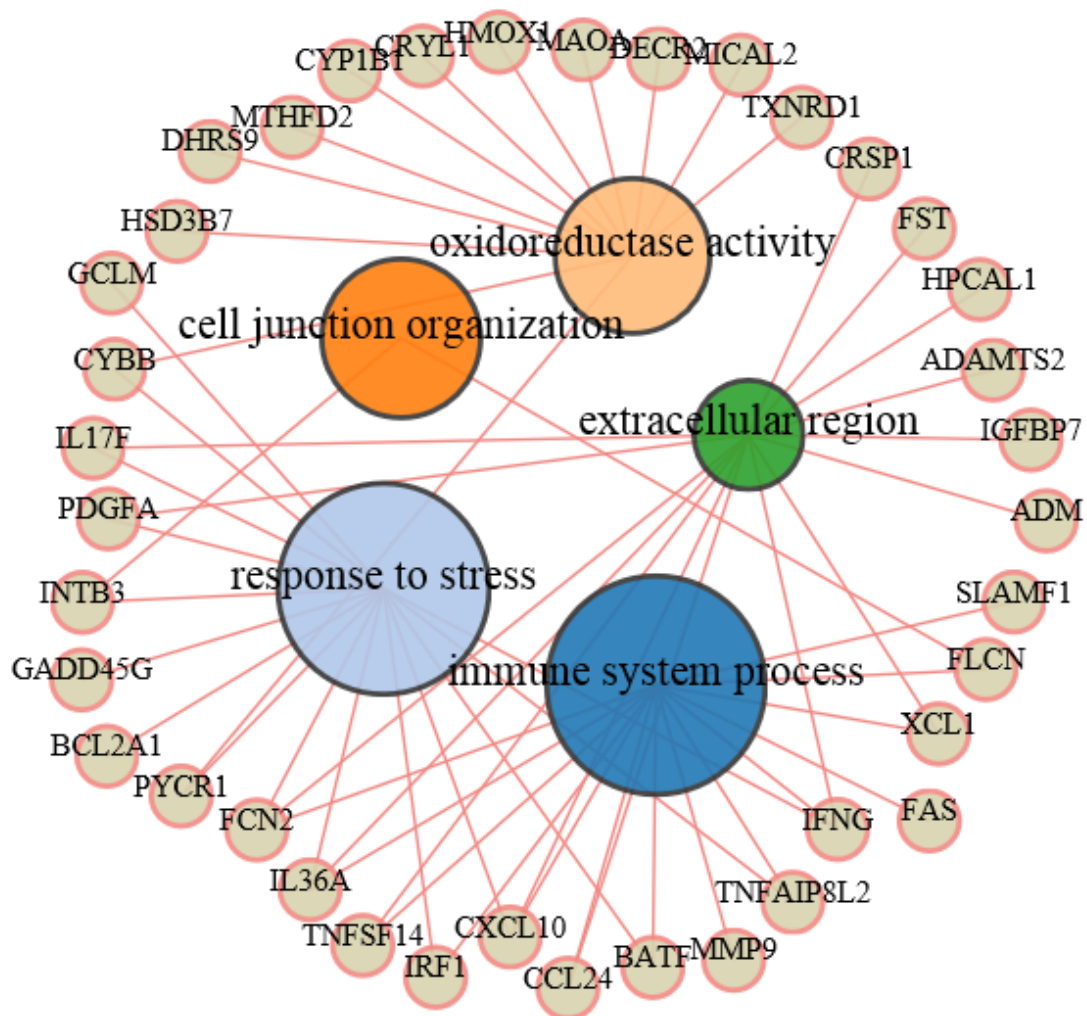 HMOX1
MAOA
CRYL1
DECR2
MICAL2
CYP1B1
TXNRD1
MTHFD2
DHRS9
CRSP1
HSD3B7
FST
oxidoreductase activity
GCLM
HPCAL1
cell junction organization
CYBB
ADAMTS2
extracellular region
IL17F
IGFBP7
PDGFA
ADM
response to stress
INTB3
SLAMF1
GADD45G
immune system process
FLCN
BCL2A1
XCL1
PYCR1
FCN2
IFNG
FAS
IL36A
TNFAIP8L2
TNFSF14
CXCL10
IRF1
CCL24
BATF
MMP9